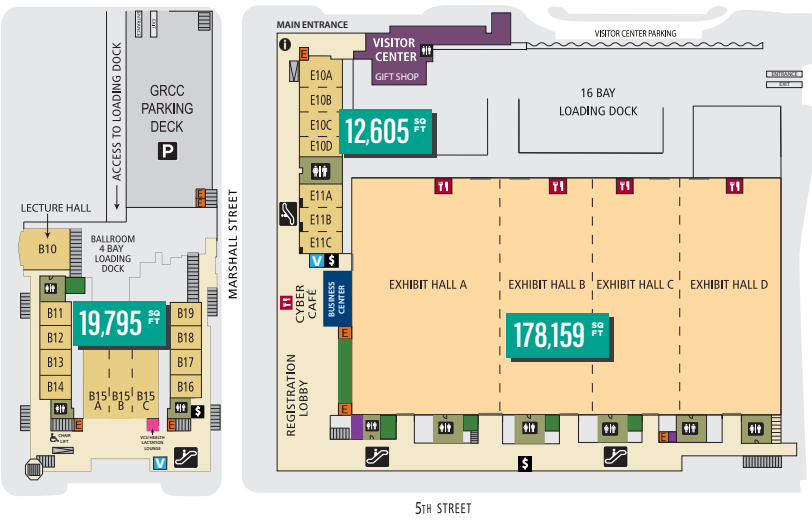 MAIN ENTRANCE
VISITOR CENTER PARKING
ENTRANCE
EXIT
VISITOR
CENTER
GIFT SHOP
i
E
E10A
E10B
E10C
E10D
12,605 SQ FT
16 BAY
LOADING DOCK
E11A
E11B
E11C
V $
CYBER
CAFÉ
BUSINESS
CENTER
E
E
REGISTRATION
LOBBY
EXHIBIT HALL A
EXHIBIT HALL B
EXHIBIT HALL C
EXHIBIT HALL D
178,159 SQ FT
E
$
5TH STREET
MARSHALL STREET
ENTRANCE
EXIT
ACCESS TO LOADING DOCK
GRCC
PARKING
DECK
P
E
E
LECTURE HALL
B10
BALLROOM
4 BAY
LOADING
DOCK
B11
B12
B13
B14
19,795 SQ FT
B15
A
B15
B
B15
C
B19
B18
B17
B16
$
E
E
CHAIR
LIFT
VCU HEALTH
LACTATION
LOUNGE
V